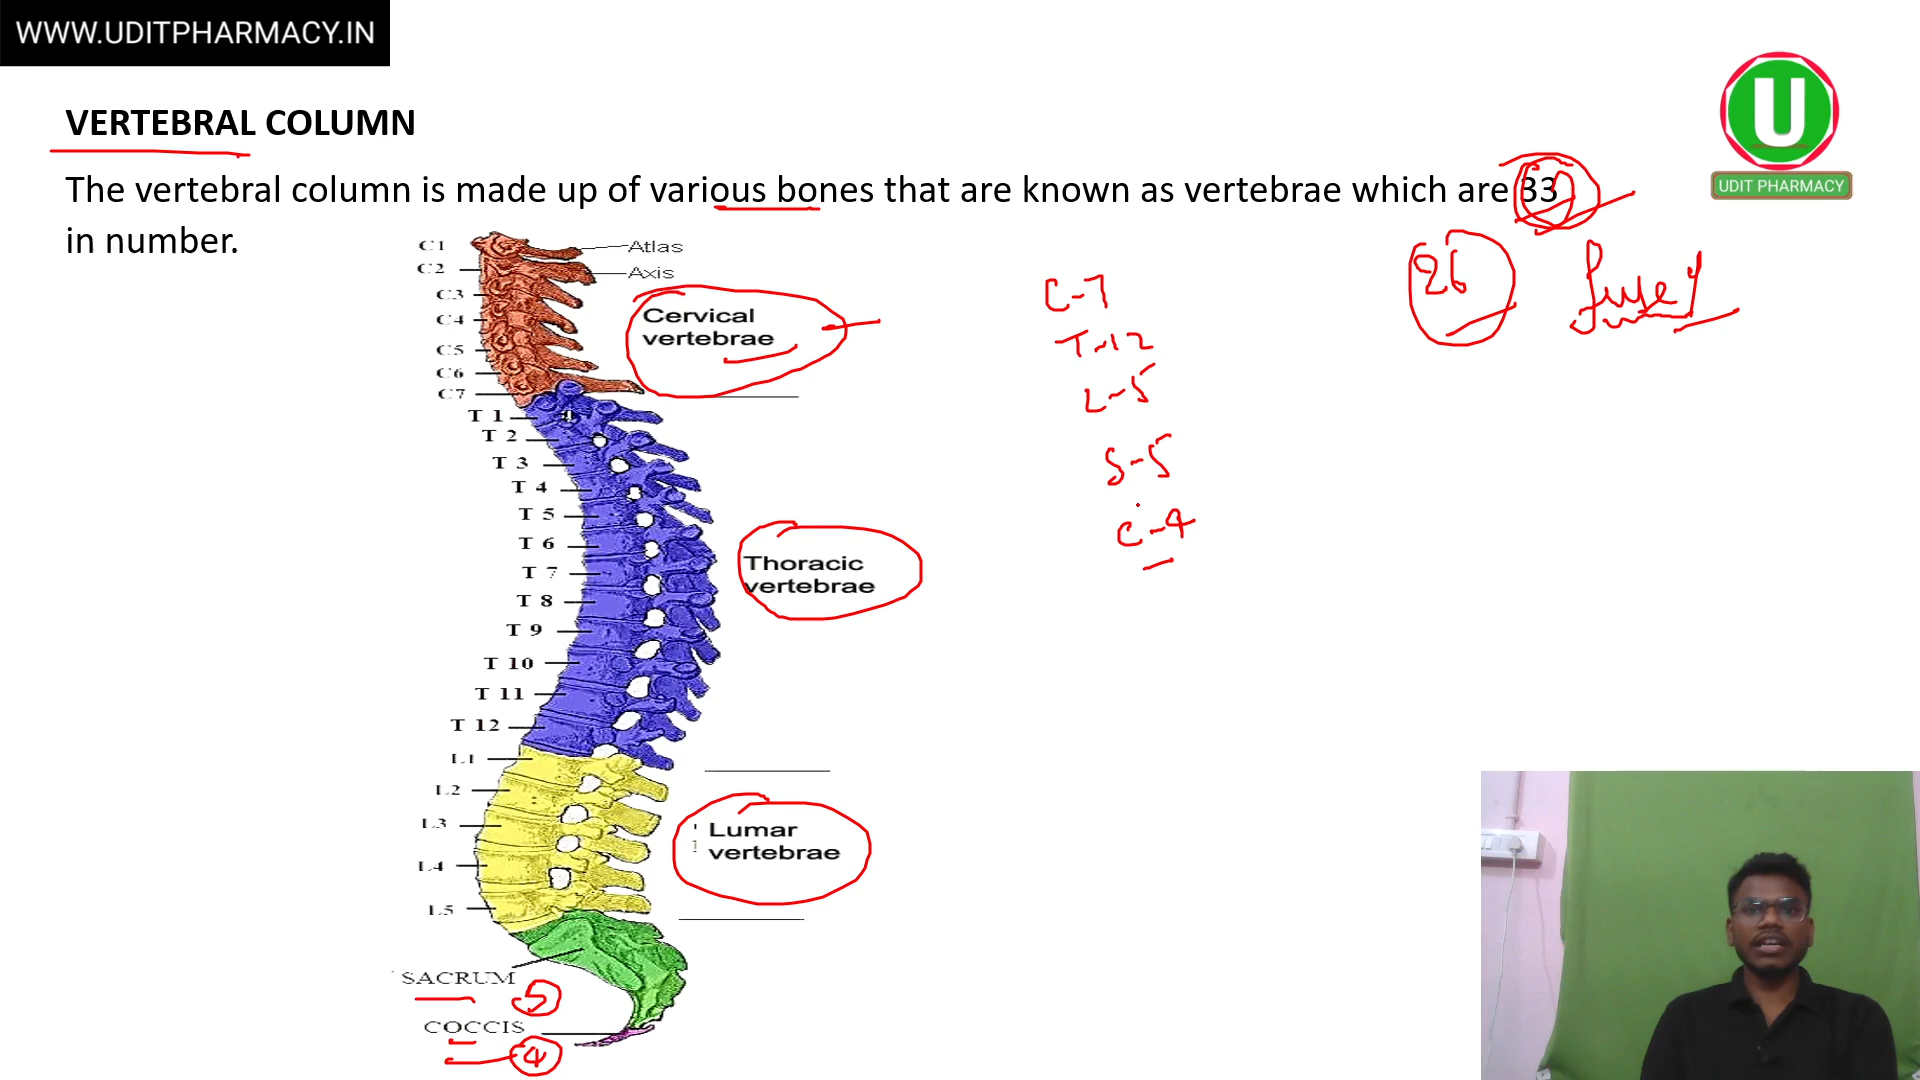 WWW.UDITPHARMACY.IN
VERTEBRAL COLUMN
The vertebral column is made up of various bones that are known as vertebrae which are 33
in number.
U
UDIT PHARMACY
26
C1
Atlas
C2
Axis
C3
C4
C5
C6
C7
Cervical
vertebrae
C-7
T-12
L-5
S-5
C-4
T 1
T 2
T 3
T 4
T 5
T 6
T 7
T 8
T 9
T 10
T 11
T 12
Thoracic
vertebrae
L1
L2
L3
L4
L5
Lumar
vertebrae
SACRUM
5
COCCIS
4